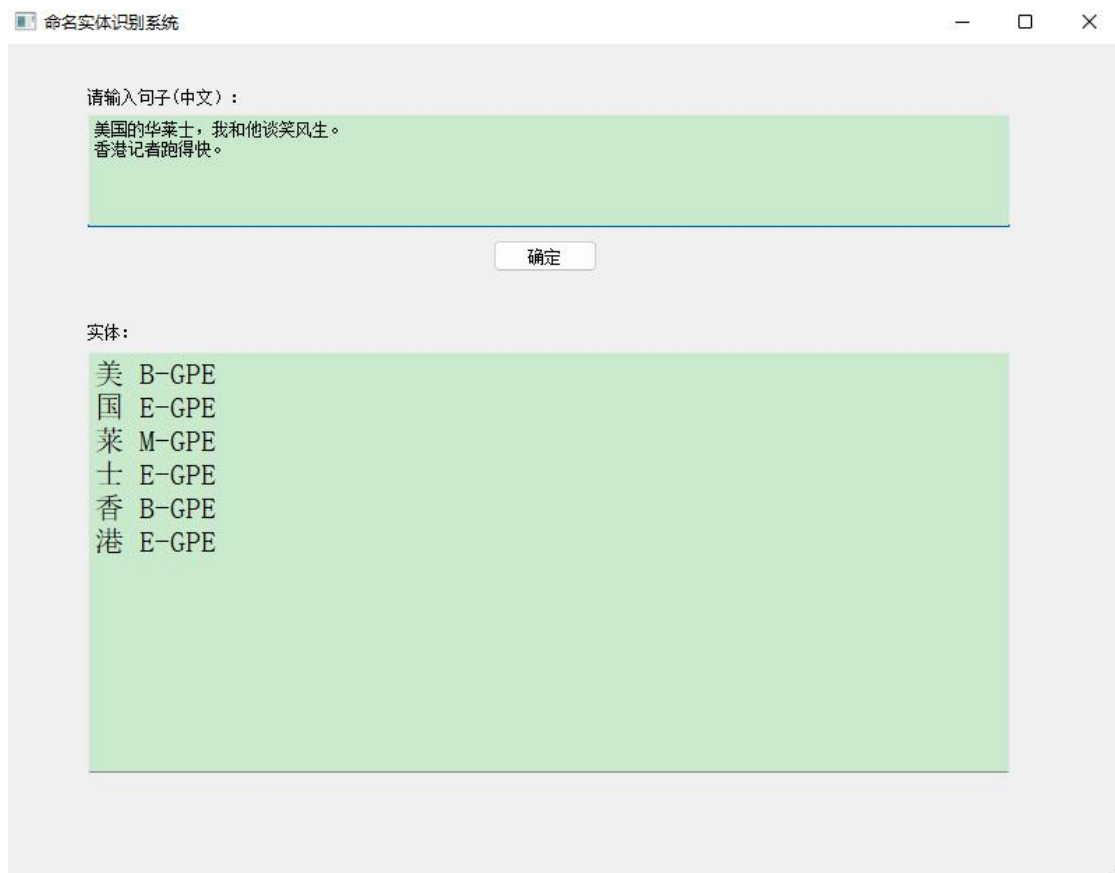 命名实体识别系统
请输入句子(中文)：
美国的华莱士，我和他谈笑风生。
香港记者跑得快。
确定
实体：
美 B-GPE
国 E-GPE
莱 M-GPE
士 E-GPE
香 B-GPE
港 E-GPE